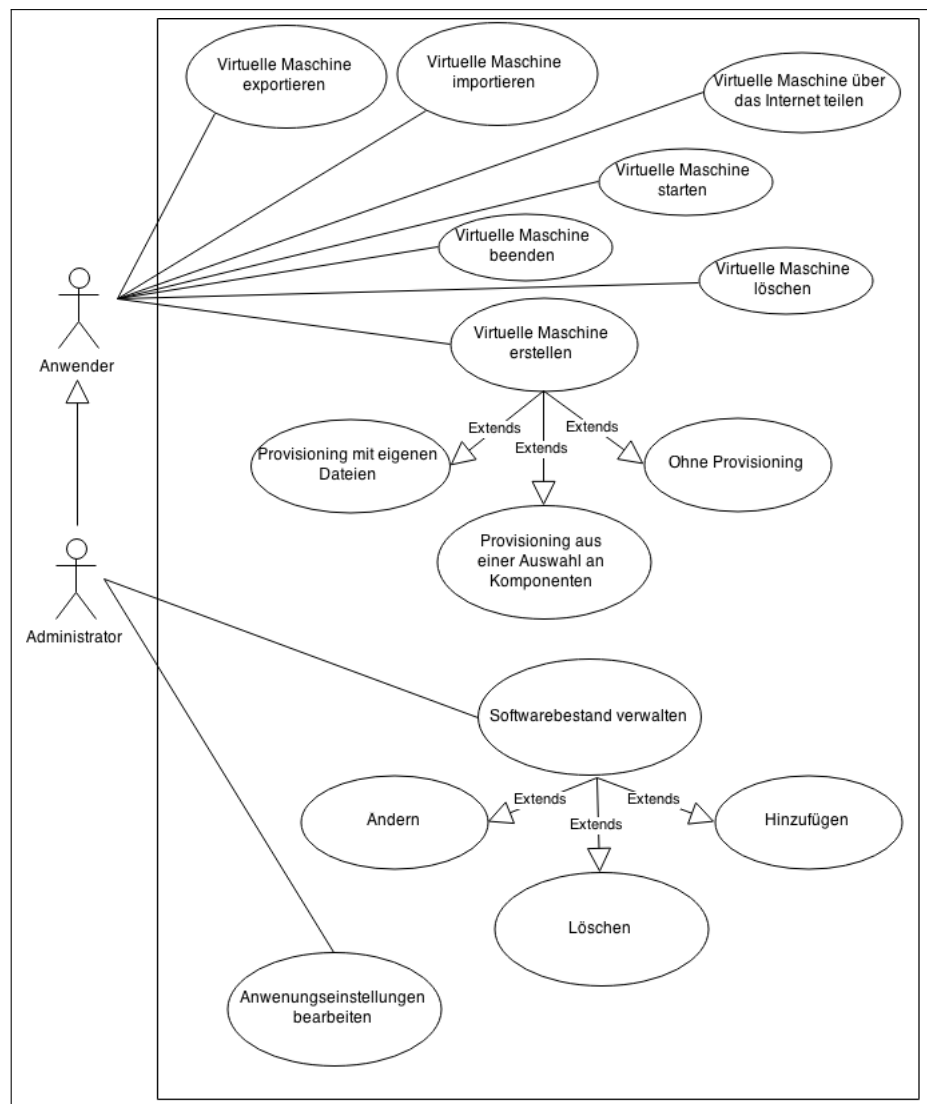 Virtuelle Maschine
exportieren
Virtuelle Maschine
importieren
Virtuelle Maschine über
das Internet teilen
Virtuelle Maschine
starten
Virtuelle Maschine
beenden
Virtuelle Maschine
löschen
Anwender
Virtuelle Maschine
erstellen
Extends
Extends
Extends
Provisioning mit eigenen
Dateien
Ohne Provisioning
Provisioning aus
einer Auswahl an
Komponenten
Administrator
Softwarebestand verwalten
Extends
Extends
Extends
Andern
Hinzufügen
Löschen
Anwenungseinstellungen
bearbeiten